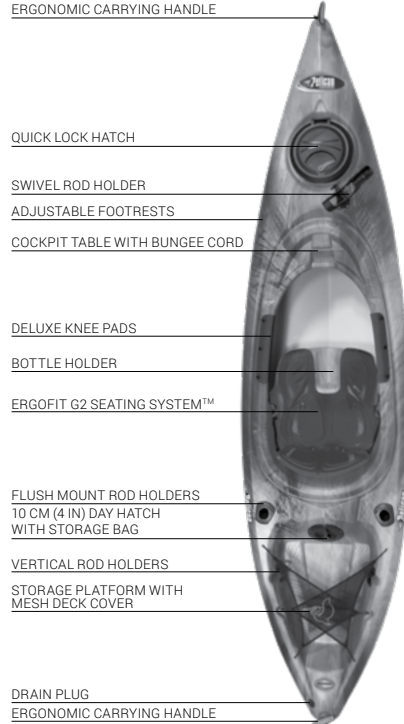 ERGONOMIC CARRYING HANDLE
Pelican
QUICK LOCK HATCH
SWIVEL ROD HOLDER
ADJUSTABLE FOOTRESTS
COCKPIT TABLE WITH BUNGEE CORD
DELUXE KNEE PADS
BOTTLE HOLDER
ERGOFIT G2 SEATING SYSTEM™
FLUSH MOUNT ROD HOLDERS
10 CM (4 IN) DAY HATCH
WITH STORAGE BAG
VERTICAL ROD HOLDERS
STORAGE PLATFORM WITH
MESH DECK COVER
DRAIN PLUG
ERGONOMIC CARRYING HANDLE